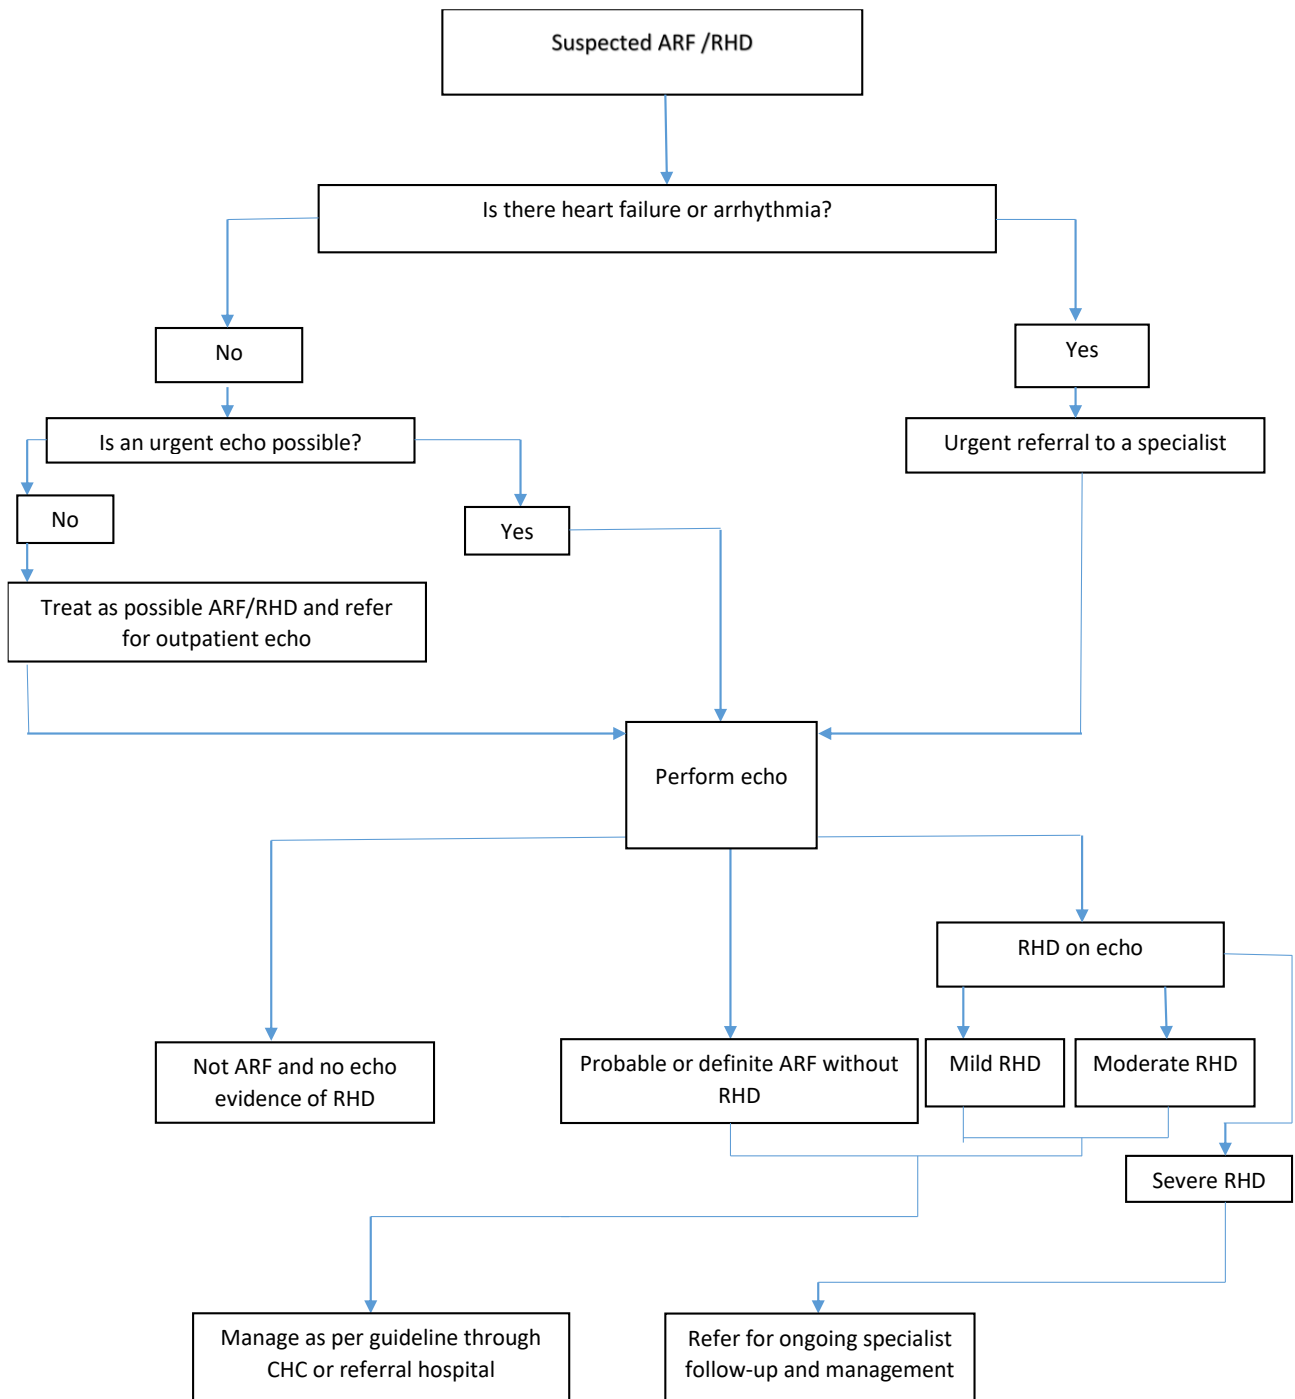 Suspected ARF /RHD
Is there heart failure or arrhythmia?
No
Yes
Is an urgent echo possible?
Urgent referral to a specialist
No
Yes
Treat as possible ARF/RHD and refer
for outpatient echo
Perform echo
RHD on echo
Not ARF and no echo
evidence of RHD
Probable or definite ARF without
RHD
Mild RHD
Moderate RHD
Severe RHD
Manage as per guideline through
CHC or referral hospital
Refer for ongoing specialist
follow-up and management